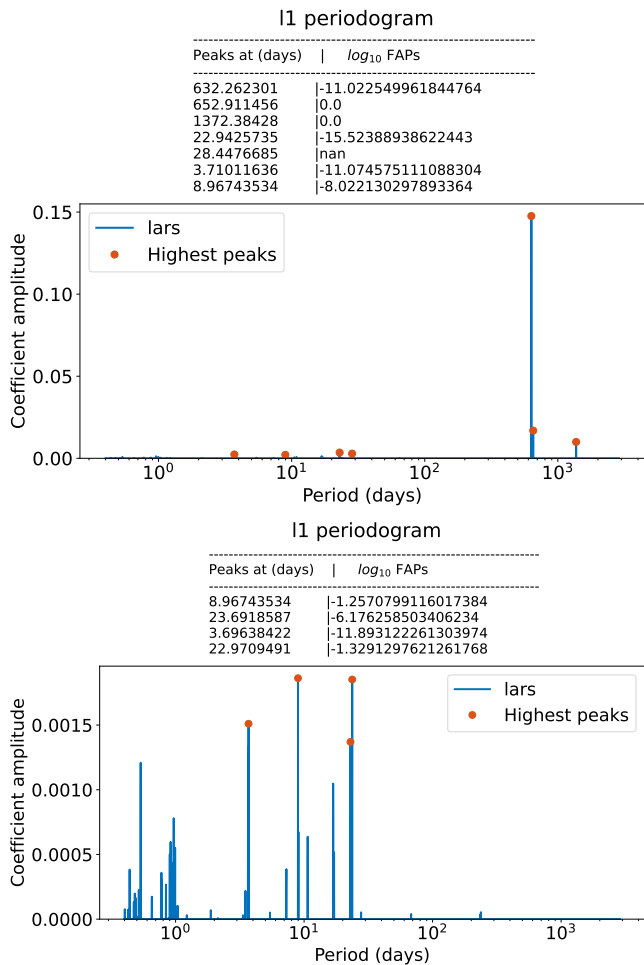 l1 periodogram
Peaks at (days) | log10 FAPs
632.262301 |-11.022549961844764
652.911456 |0.0
1372.38428 |0.0
22.9425735 |-15.52388938622443
28.4476685 |nan
3.71011636 |-11.074575111088304
8.96743534 |-8.022130297893364
0.15
0.10
0.05
0.00
Coefficient amplitude
lars
Highest peaks
10^0 10^1 10^2 10^3
Period (days)
l1 periodogram
Peaks at (days) | log10 FAPs
8.96743534 |-1.2570799116017384
23.6918587 |-6.176258503406234
3.69638422 |-11.893122261303974
22.9709491 |-1.3291297621261768
0.0015
0.0010
0.0005
0.0000
Coefficient amplitude
lars
Highest peaks
10^0 10^1 10^2 10^3
Period (days)